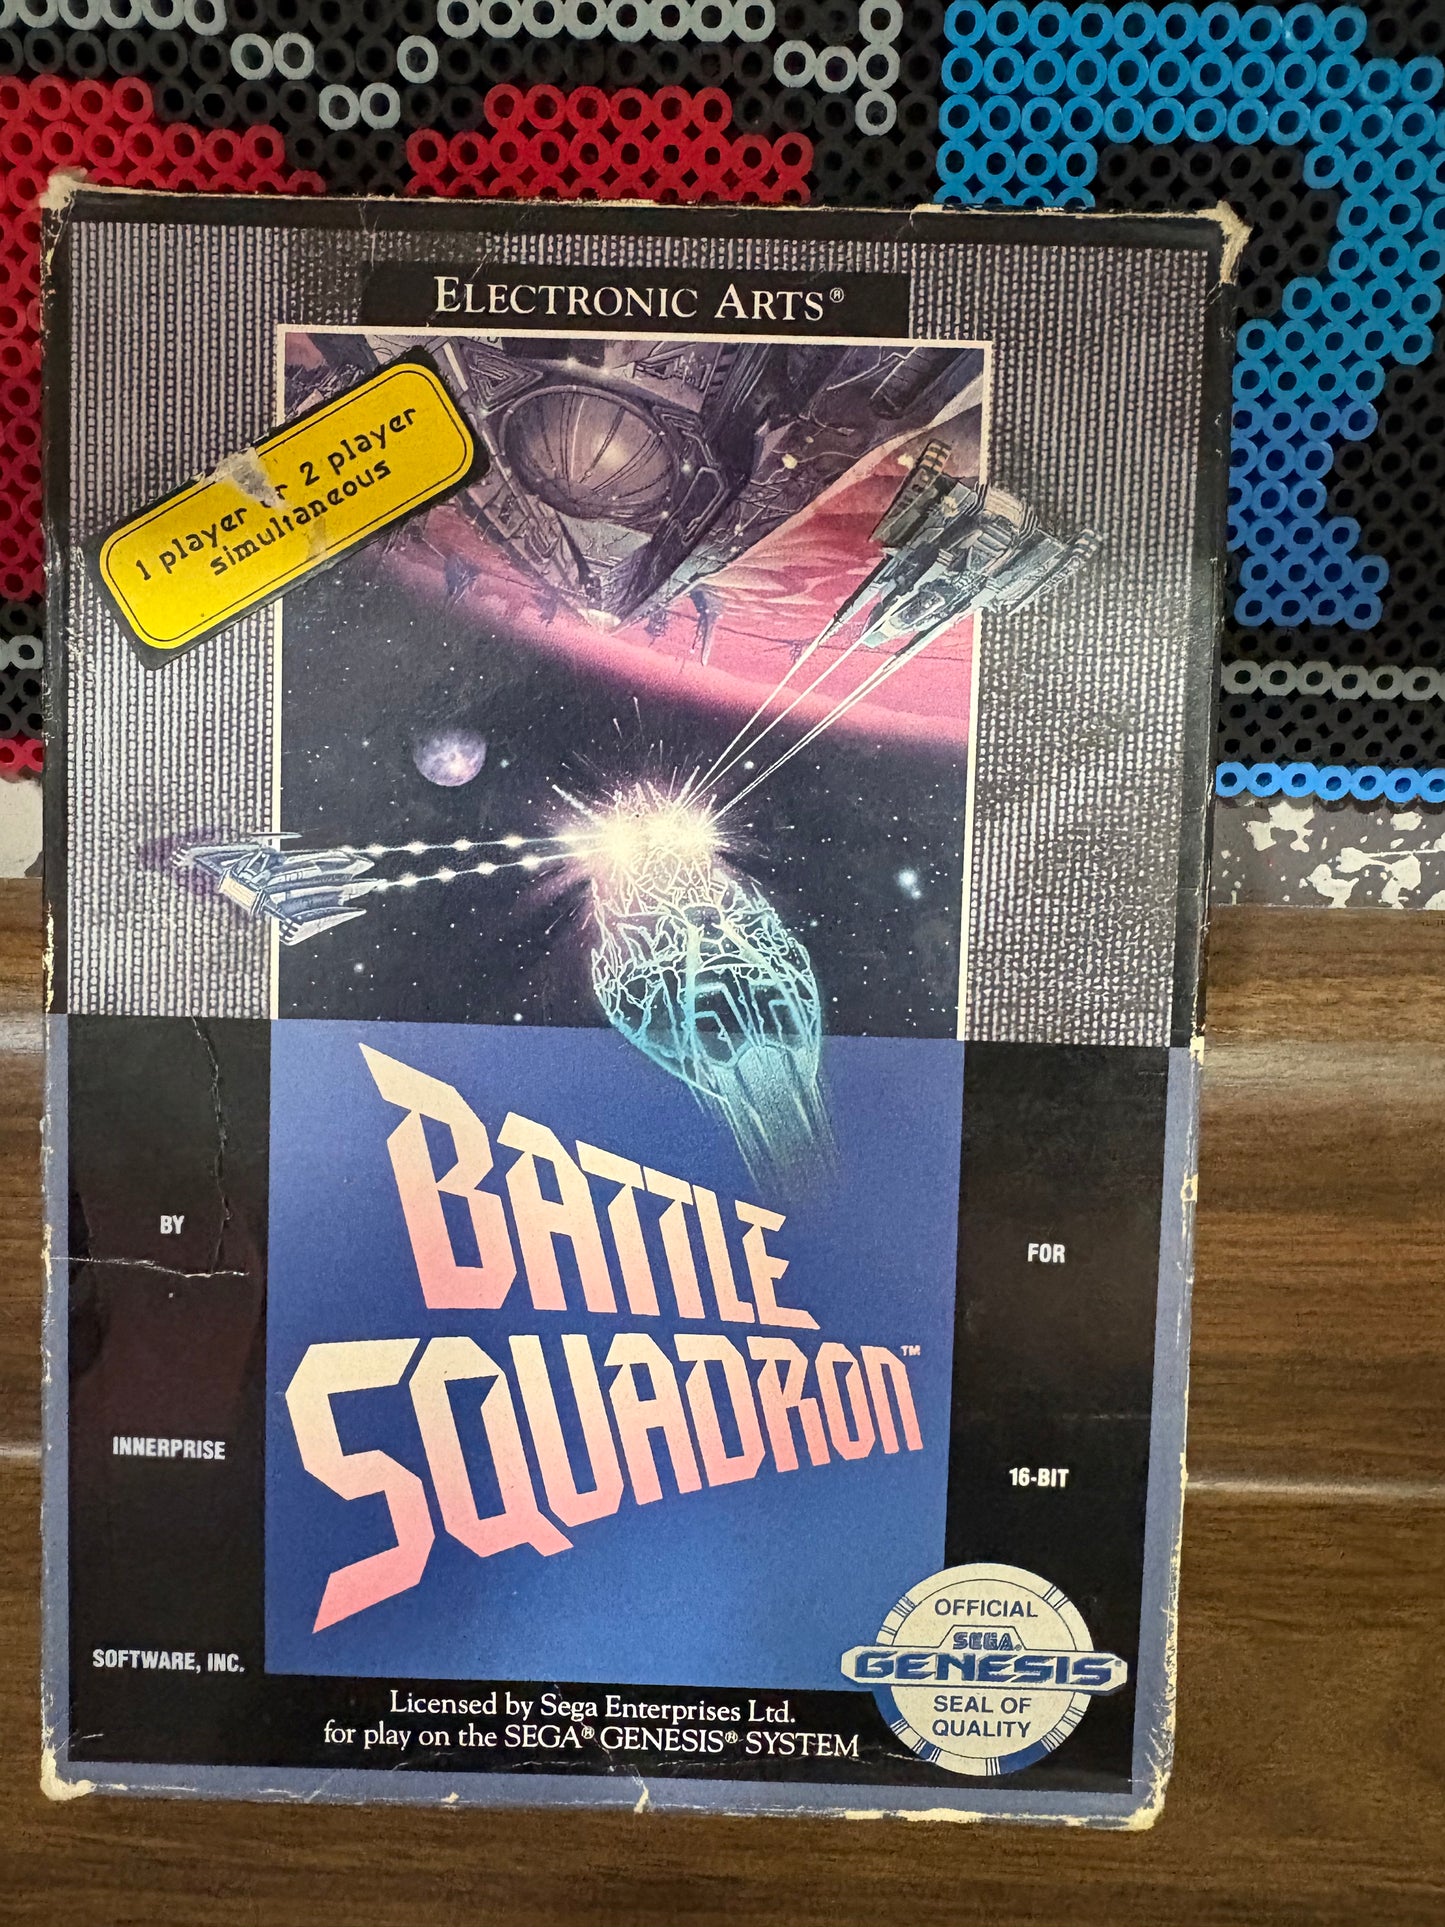 ELECTRONIC ARTS®
1 player or 2 player
simultaneous
BATTLE
SQUADRON™
BY
INNERPRISE
SOFTWARE, INC.
FOR
16-BIT
Licensed by Sega Enterprises Ltd.
for play on the SEGA® GENESIS® SYSTEM
OFFICIAL
SEGA®
GENESIS®
SEAL OF
QUALITY